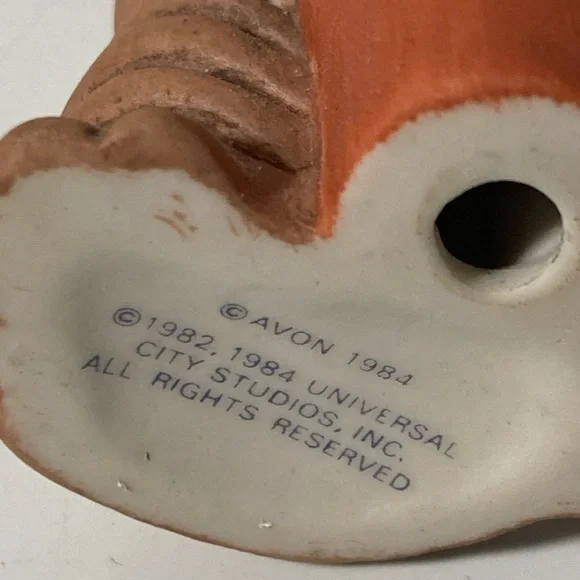 © AVON 1984
© 1982, 1984 UNIVERSAL
CITY STUDIOS, INC.
ALL RIGHTS RESERVED